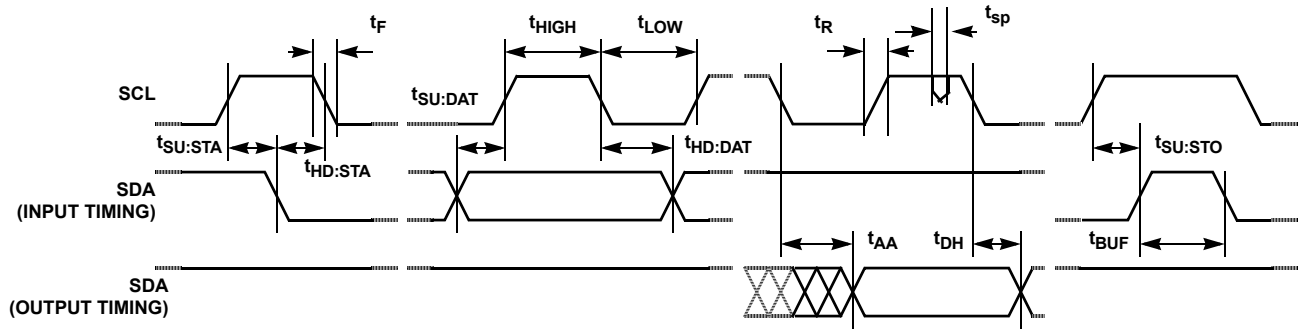 tF
tHIGH
tLOW
tR
tsp
SCL
tSU:DAT
tSU:STA
tHD:STA
tHD:DAT
tSU:STO
SDA
(INPUT TIMING)
tAA
tDH
tBUF
SDA
(OUTPUT TIMING)